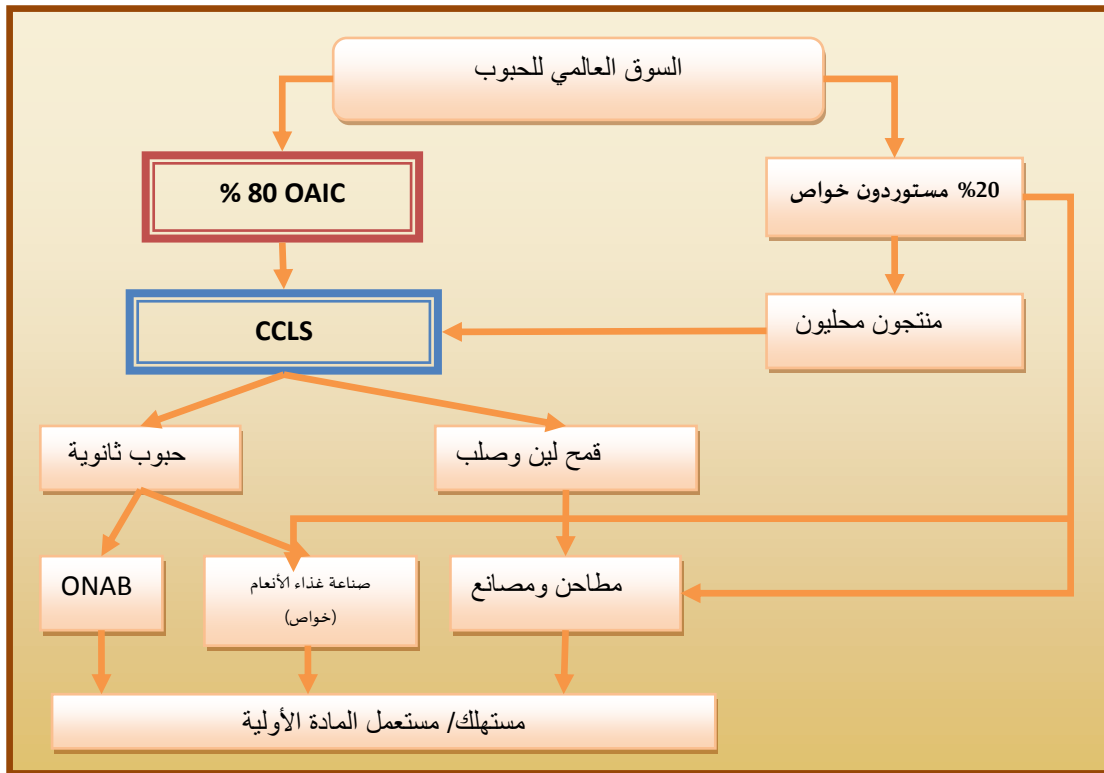 السوق العالمي للحبوب
% 80 OAIC
%20 مستوردون خواص
CCLS
منتجون محليون
حبوب ثانوية
قمح لين وصلب
ONAB
صناعة غذاء الأنعام
(خواص)
مطاحن ومصانع
مستهلك/ مستعمل المادة الأولية